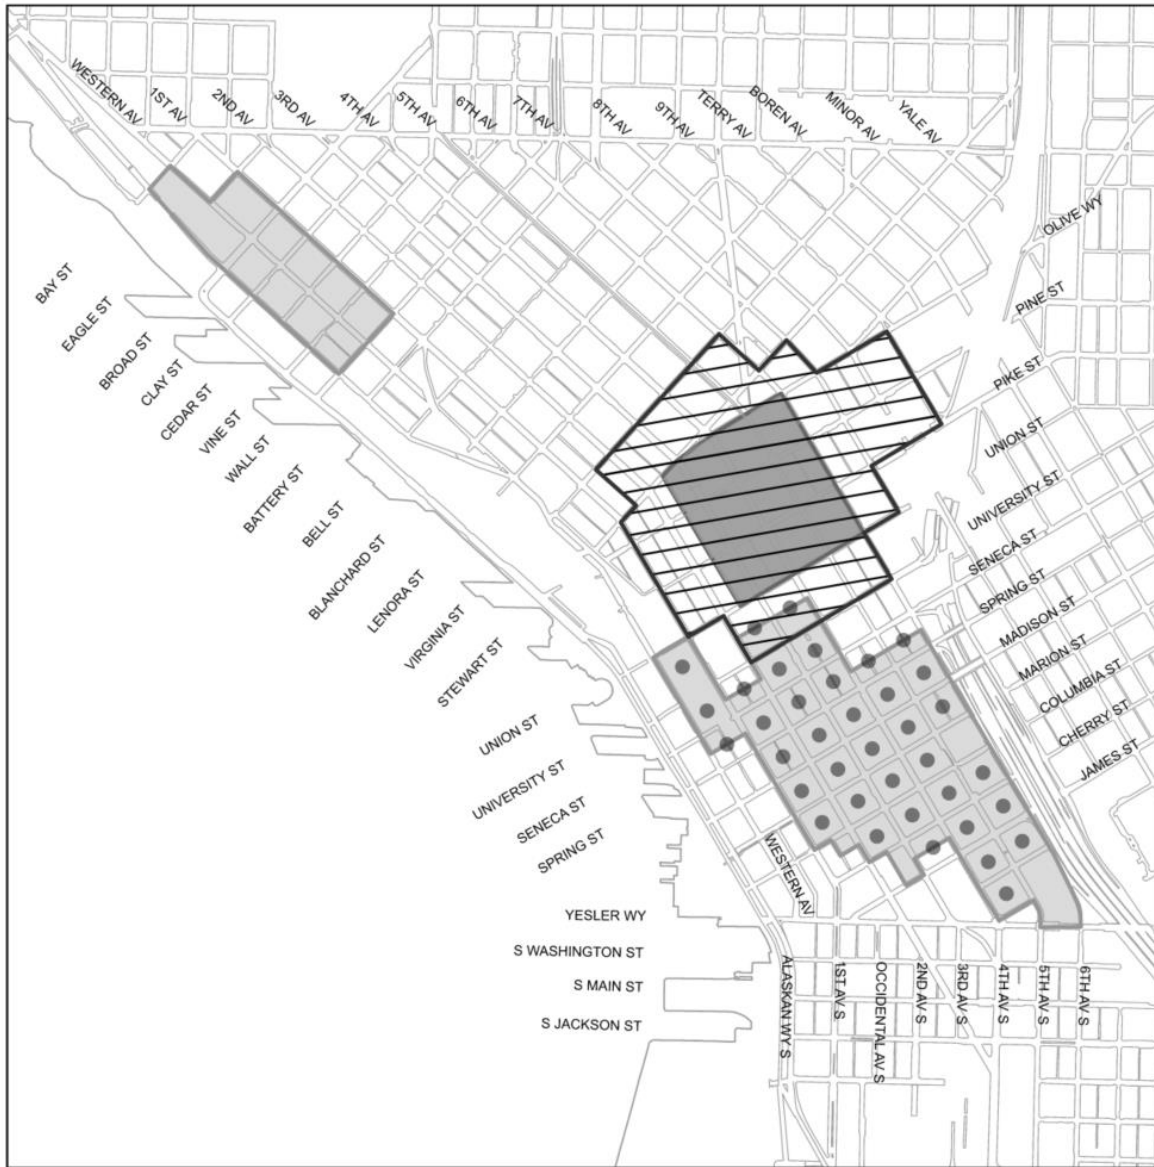 WESTERN AV
1ST AV
2ND AV
3RD AV
4TH AV
5TH AV
6TH AV
7TH AV
8TH AV
9TH AV
TERRY AV
BOREN AV
MINOR AV
YALE AV
OLIVE WY
PINE ST
PIKE ST
UNION ST
UNIVERSITY ST
SENECA ST
SPRING ST
MADISON ST
MARION ST
COLUMBIA ST
CHERRY ST
JAMES ST
BAY ST
EAGLE ST
BROAD ST
CLAY ST
CEDAR ST
VINE ST
WALL ST
BATTERY ST
BELL ST
BLANCHARD ST
LENORA ST
VIRGINIA ST
STEWART ST
UNION ST
UNIVERSITY ST
SENECA ST
SPRING ST
WESTERN AV
YESLER WY
S WASHINGTON ST
S MAIN ST
S JACKSON ST
ALASKAN WY S
1ST AV S
OCCIDENTAL AV S
2ND AV S
3RD AV S
4TH AV S
5TH AV S
6TH AV S